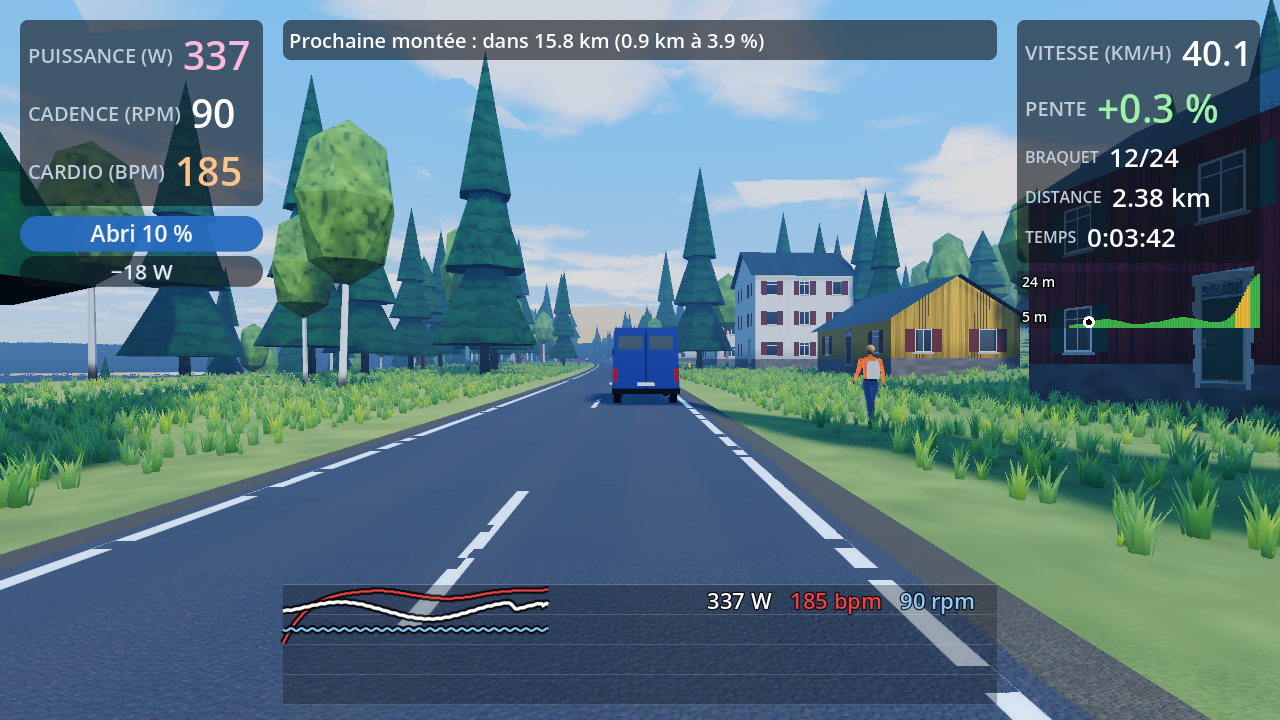 PUISSANCE (W) 337
CADENCE (RPM) 90
CARDIO (BPM) 185
Abri 10 %
−18 W
Prochaine montée : dans 15.8 km (0.9 km à 3.9 %)
VITESSE (KM/H) 40.1
PENTE +0.3 %
BRAQUET 12/24
DISTANCE 2.38 km
TEMPS 0:03:42
24 m
5 m
337 W 185 bpm 90 rpm